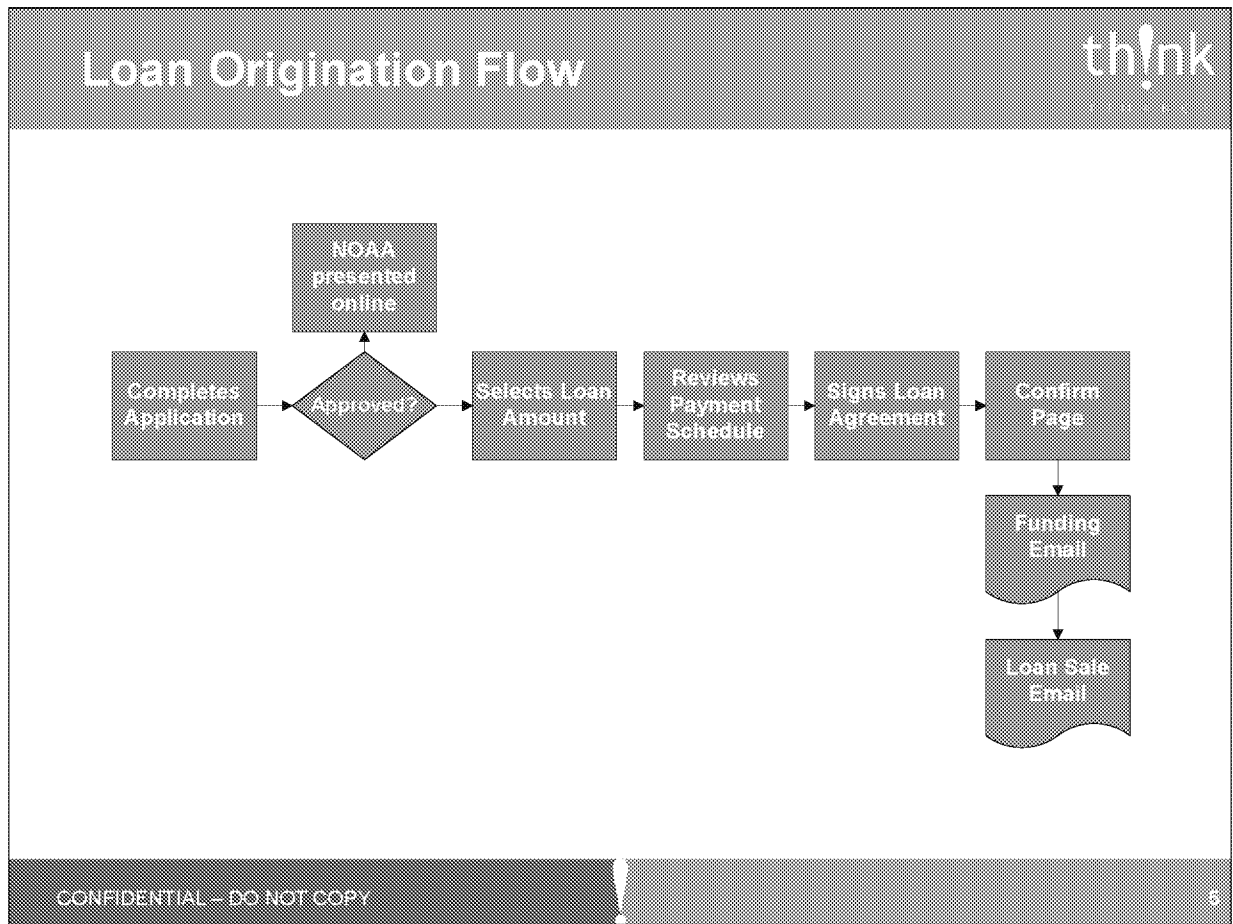 Loan Origination Flow
th!nk
NOAA
presented
online
Completes
Application
Approved?
Selects Loan
Amount
Reviews
Payment
Schedule
Signs Loan
Agreement
Confirm
Page
Funding
Email
Loan Sale
Email
CONFIDENTIAL – DO NOT COPY